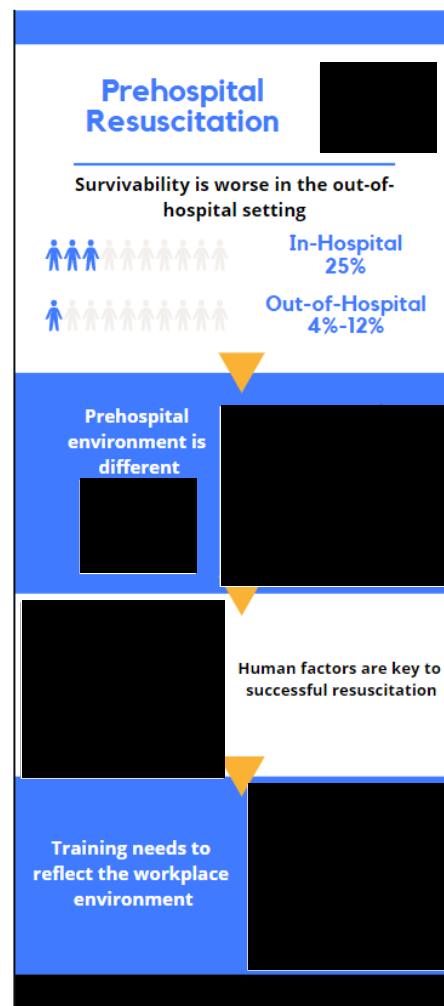 Prehospital
Resuscitation
Survivability is worse in the out-of-
hospital setting
In-Hospital
25%
Out-of-Hospital
4%-12%
Prehospital
environment is
different
Human factors are key to
successful resuscitation
Training needs to
reflect the workplace
environment